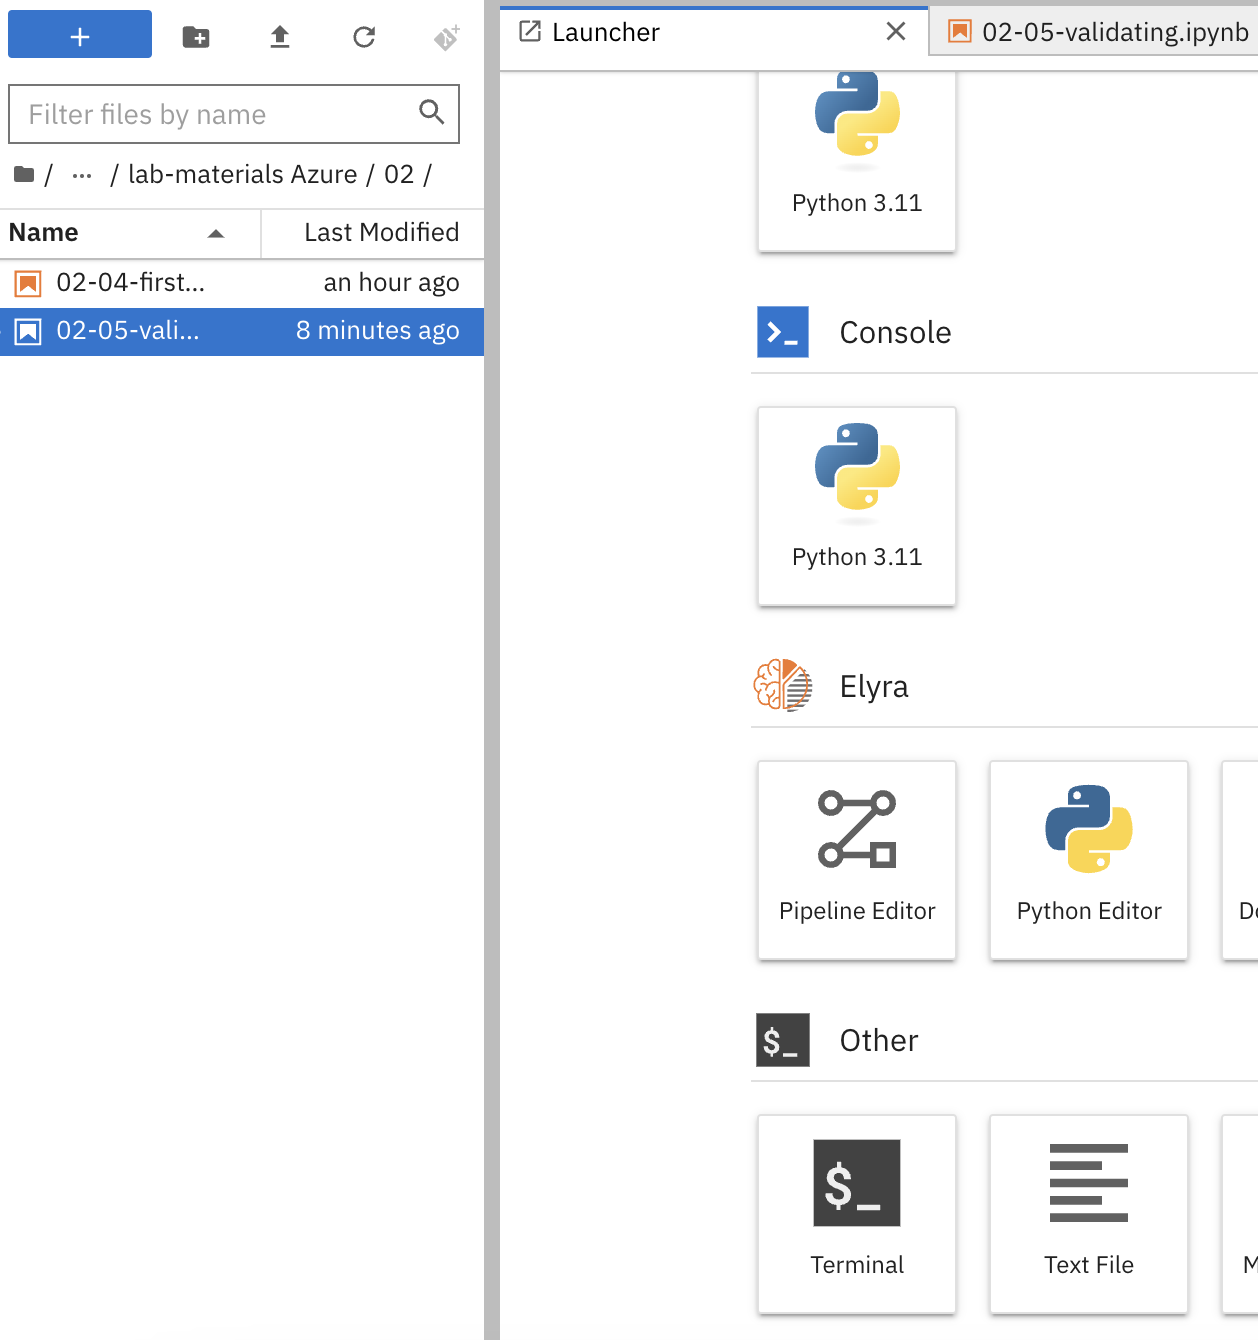 Filter files by name
/ ... / lab-materials Azure / 02 /
Name Last Modified
02-04-first... an hour ago
02-05-vali... 8 minutes ago
Launcher 02-05-validating.ipynb
Python 3.11
Console
Python 3.11
Elyra
Pipeline Editor Python Editor
$_ Other
$_
Terminal Text File